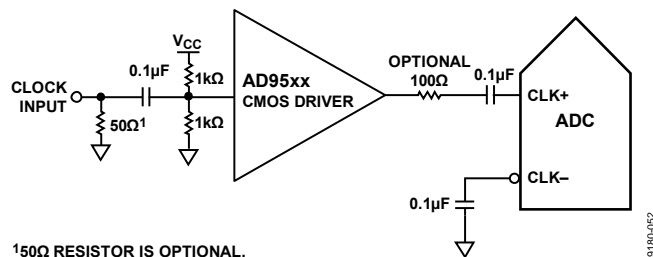 V_CC
0.1µF
1kΩ
CLOCK
INPUT
50Ω¹
1kΩ
AD95xx
CMOS DRIVER
OPTIONAL
100Ω
0.1µF
CLK+
ADC
CLK–
0.1µF
¹50Ω RESISTOR IS OPTIONAL.
9180-052